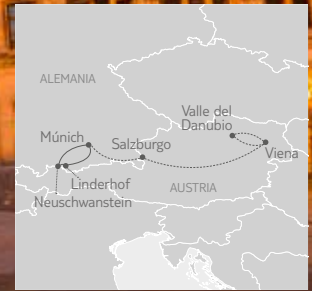 ALEMANIA
Valle del
Danubio
Múnich
Salzburgo
Viena
Linderhof
AUSTRIA
Neuschwanstein